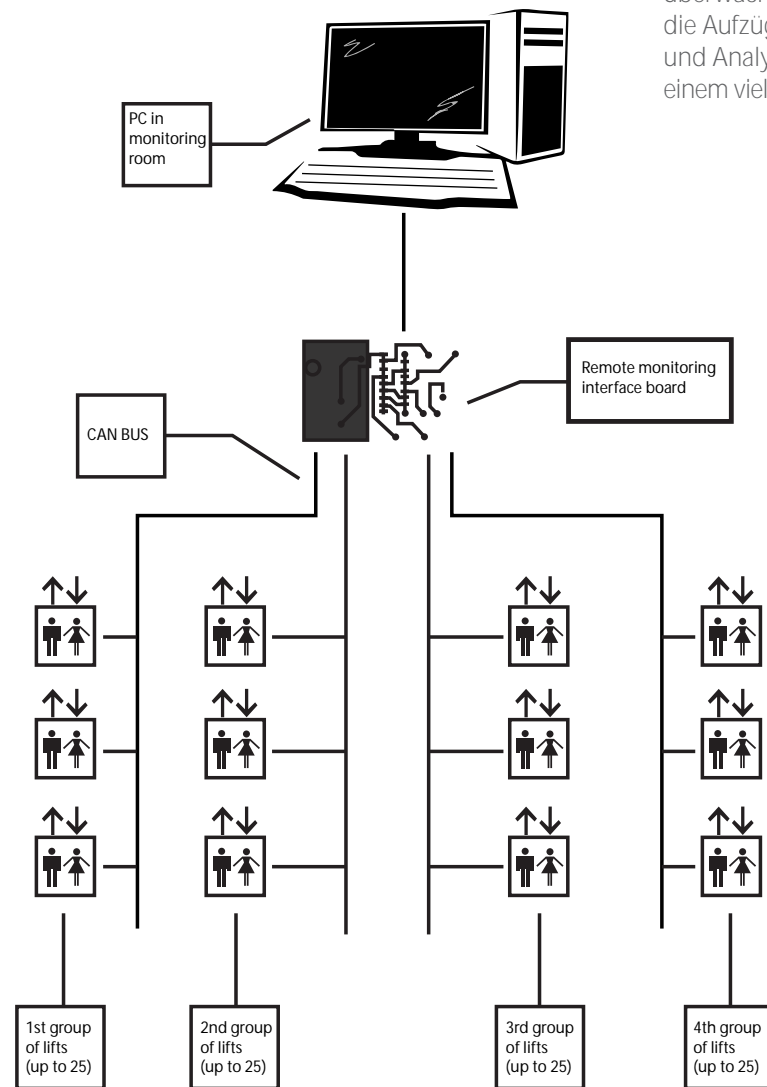 die Aufzüg
und Analy
einem viel
PC in
monitoring
room
Remote monitoring
interface board
CAN BUS
1st group
of lifts
(up to 25)
2nd group
of lifts
(up to 25)
3rd group
of lifts
(up to 25)
4th group
of lifts
(up to 25)